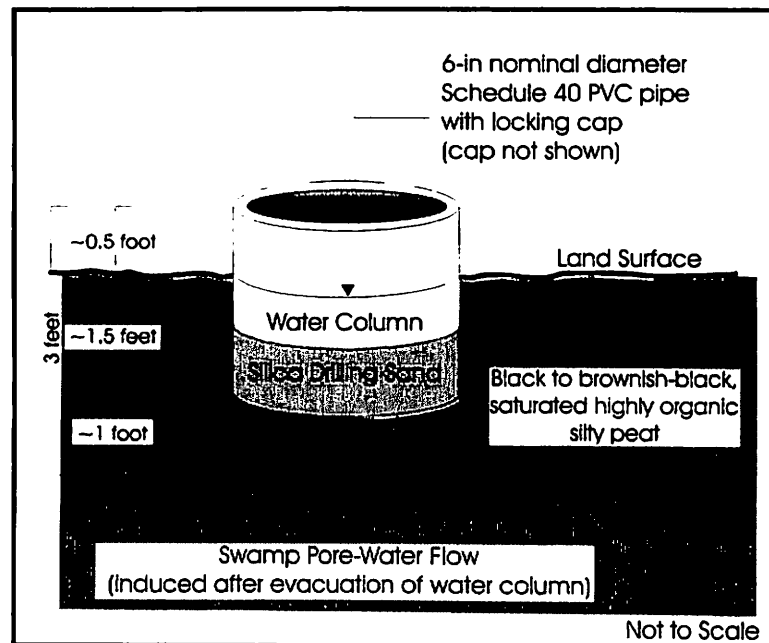 6-in nominal diameter
Schedule 40 PVC pipe
with locking cap
(cap not shown)
~0.5 foot
Land Surface
3 feet
~1.5 feet
Water Column
Silica Drilling Sand
~1 foot
Black to brownish-black,
saturated highly organic
silty peat
Swamp Pore-Water Flow
(induced after evacuation of water column)
Not to Scale